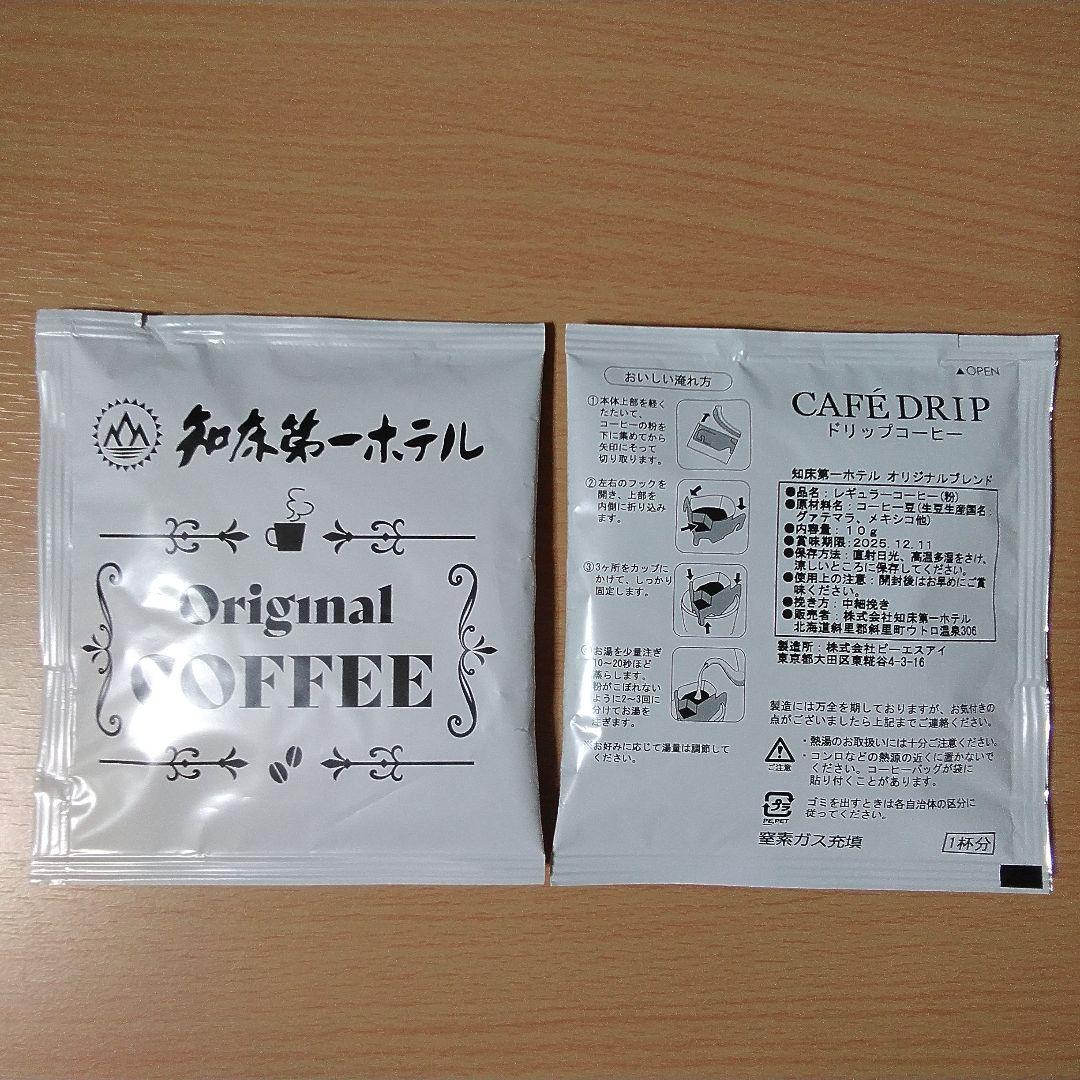 知床第一ホテル
Original
COFFEE
▲OPEN
おいしい淹れ方
①本体上部を軽く
たたいて、
コーヒーの粉を
下に集めてから
矢印にそって
切り取ります。
②左右のフックを
開き、上部を
内側に折り込み
ます。
③3ヶ所をカップに
かけて、しっかり
固定します。
お湯を少量注ぎ
10~20秒ほど
蒸らします。
粉がこぼれない
ように2~3回に
分けてお湯を
注ぎます。
※お好みに応じて湯量は調節して
ください。
CAFÉ DRIP
ドリップコーヒー
知床第一ホテル オリジナルブレンド
●品名:レギュラーコーヒー(粉)
●原材料名:コーヒー豆(生豆生産国名:
グァテマラ、メキシコ他)
●内容量:10g
●賞味期限:2025.12.11
●保存方法:直射日光、高温多湿をさけ、
涼しいところに保存してください。
●使用上の注意:開封後はお早めにご賞
味ください。
●挽き方:中細挽き
●販売者:株式会社知床第一ホテル
北海道斜里郡斜里町ウトロ温泉306
製造所:株式会社ピーエスアイ
東京都大田区東糀谷4-3-16
製造には万全を期しておりますが、お気付きの
点がございましたら上記までご連絡ください。
ご注意
・熱湯のお取扱いには十分ご注意ください。
・コンロなどの熱源の近くに置かないで
ください。コーヒーバッグが袋に
貼り付くことがあります。
プラ
PE,PET
ゴミを出すときは各自治体の区分に
従ってください。
窒素ガス充填
1杯分